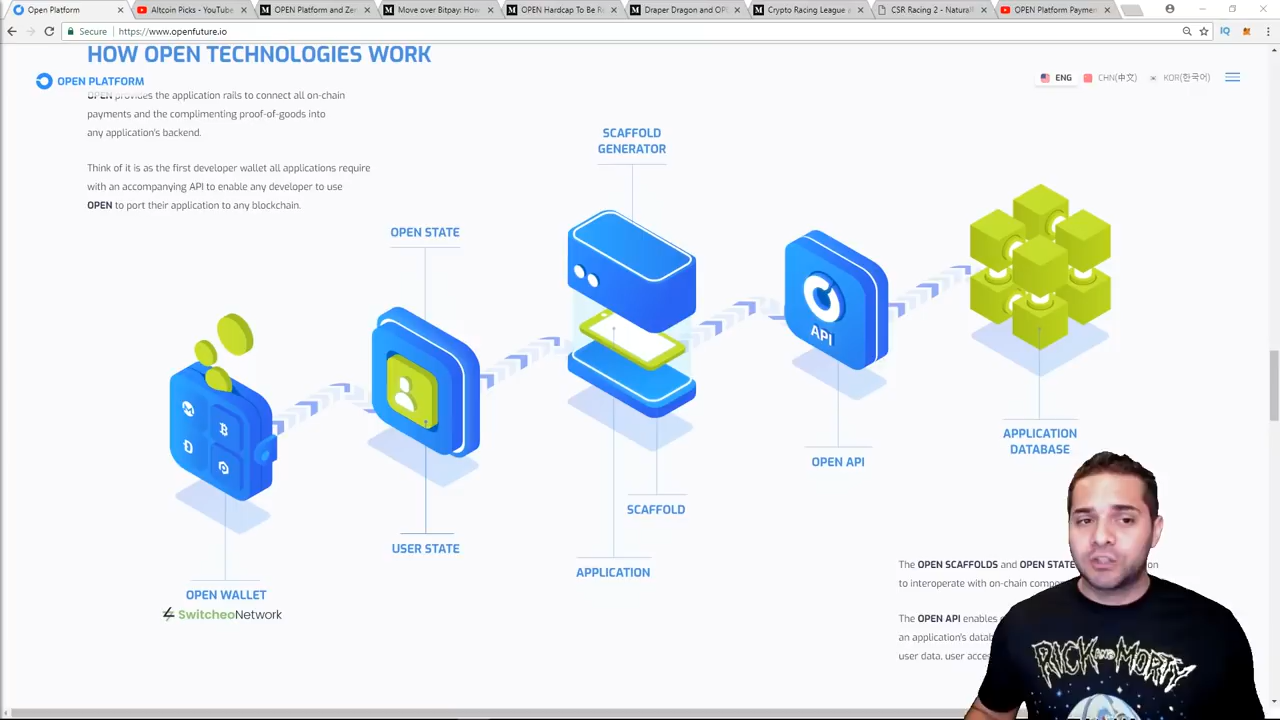 Open Platform
Altcoin Picks - YouTube
OPEN Platform and Ze
Move over Bitpay: How
OPEN Hardcap To Be R
Draper Dragon and OP
Crypto Racing League
CSR Racing 2 - Natural
OPEN Platform Payme
Secure https://www.openfuture.io
HOW OPEN TECHNOLOGIES WORK
OPEN PLATFORM
ENG CHN(中文) KOR(한국어)
OPEN provides the application rails to connect all on-chain
payments and the complimenting proof-of-goods into
any application's backend.
Think of it is as the first developer wallet all applications require
with an accompanying API to enable any developer to use
OPEN to port their application to any blockchain.
SCAFFOLD
GENERATOR
OPEN STATE
API
APPLICATION
DATABASE
OPEN API
SCAFFOLD
USER STATE
APPLICATION
OPEN WALLET
SwitcheoNetwork
The OPEN SCAFFOLDS and OPEN STATE
to interoperate with on-chain comp
The OPEN API enables
an application's datab
user data, user acce
RICK AND MORTY